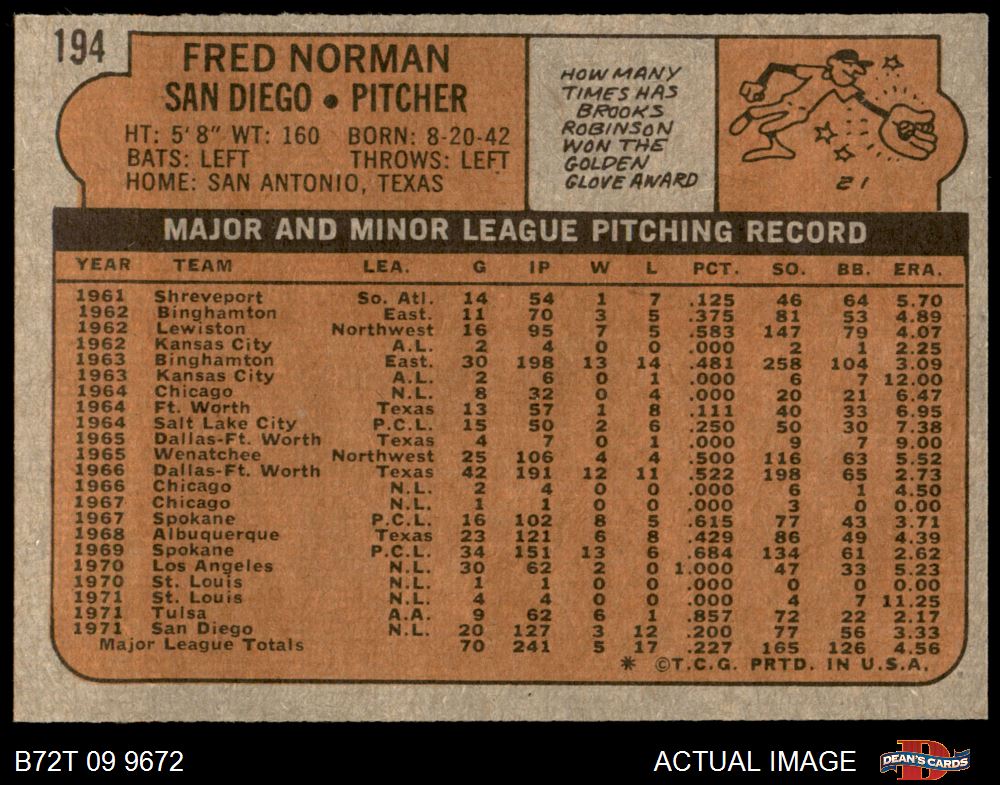 194
FRED NORMAN
SAN DIEGO • PITCHER
HT: 5'8" WT: 160 BORN: 8-20-42
BATS: LEFT THROWS: LEFT
HOME: SAN ANTONIO, TEXAS
HOW MANY
TIMES HAS
BROOKS
ROBINSON
WON THE
GOLDEN
GLOVE AWARD
21
MAJOR AND MINOR LEAGUE PITCHING RECORD
YEAR TEAM LEA. G IP W L PCT. SO. BB. ERA.
1961 Shreveport So. Atl. 14 54 1 7 .125 46 64 5.70
1962 Binghamton East. 11 70 3 5 .375 81 53 4.89
1962 Lewiston Northwest 16 95 7 5 .583 147 79 4.07
1962 Kansas City A.L. 2 4 0 0 .000 2 1 2.25
1963 Binghamton East. 30 198 13 14 .481 258 104 3.09
1963 Kansas City A.L. 2 6 0 1 .000 6 7 12.00
1964 Chicago N.L. 8 32 0 4 .000 20 21 6.47
1964 Ft. Worth Texas 13 57 1 8 .111 40 33 6.95
1964 Salt Lake City P.C.L. 15 50 2 6 .250 50 30 7.38
1965 Dallas-Ft. Worth Texas 4 7 0 1 .000 9 7 9.00
1965 Wenatchee Northwest 25 106 4 4 .500 116 63 5.52
1966 Dallas-Ft. Worth Texas 42 191 12 11 .522 198 65 2.73
1966 Chicago N.L. 2 4 0 0 .000 6 1 4.50
1967 Chicago N.L. 1 1 0 0 .000 3 0 0.00
1967 Spokane P.C.L. 16 102 8 5 .615 77 43 3.71
1968 Albuquerque Texas 23 121 6 8 .429 86 49 4.39
1969 Spokane P.C.L. 34 151 13 6 .684 134 61 2.62
1970 Los Angeles N.L. 30 62 2 0 1.000 47 33 5.23
1970 St. Louis N.L. 1 1 0 0 .000 0 0 0.00
1971 St. Louis N.L. 4 4 0 0 .000 4 7 11.25
1971 Tulsa A.A. 9 62 6 1 .857 72 22 2.17
1971 San Diego N.L. 20 127 3 12 .200 77 56 3.33
Major League Totals 70 241 5 17 .227 165 126 4.56
* ©T.C.G. PRTD. IN U.S.A.
B72T 09 9672 ACTUAL IMAGE
D DEAN'S CARDS